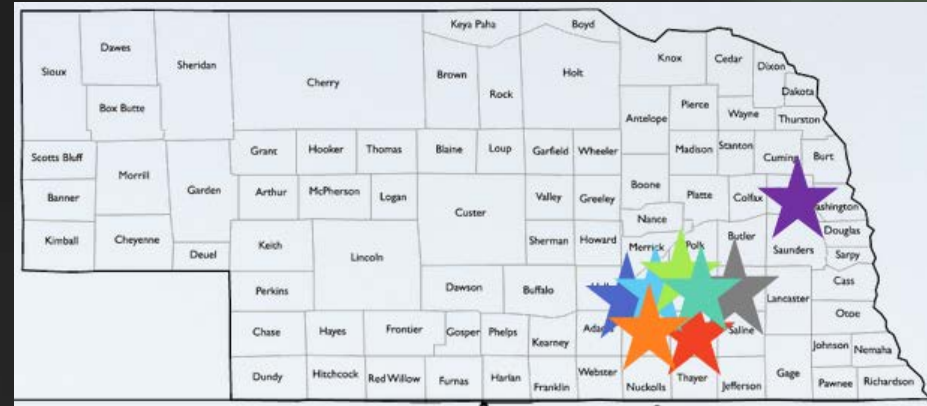 Keya Paha
Boyd
Dawes
Sioux
Sheridan
Cherry
Brown
Rock
Holt
Knox
Cedar
Dixon
Dakota
Box Butte
Antelope
Pierce
Wayne
Thurston
Scotts Bluff
Morrill
Garden
Grant
Hooker
Thomas
Blaine
Loup
Garfield
Wheeler
Madison
Stanton
Cuming
Burt
Banner
Arthur
McPherson
Logan
Custer
Valley
Greeley
Boone
Platte
Colfax
ashington
Nance
Kimball
Cheyenne
Deuel
Keith
Lincoln
Sherman
Howard
Merrick
Polk
Butler
Saunders
Douglas
Sarpy
Perkins
Dawson
Buffalo
Lancaster
Cass
Otoe
Chase
Hayes
Frontier
Gosper
Phelps
Kearney
Ada
Saline
Johnson
Nemaha
Dundy
Hitchcock
Red Willow
Furnas
Harlan
Franklin
Webster
Nuckolls
Thayer
Jefferson
Gage
Pawnee
Richardson